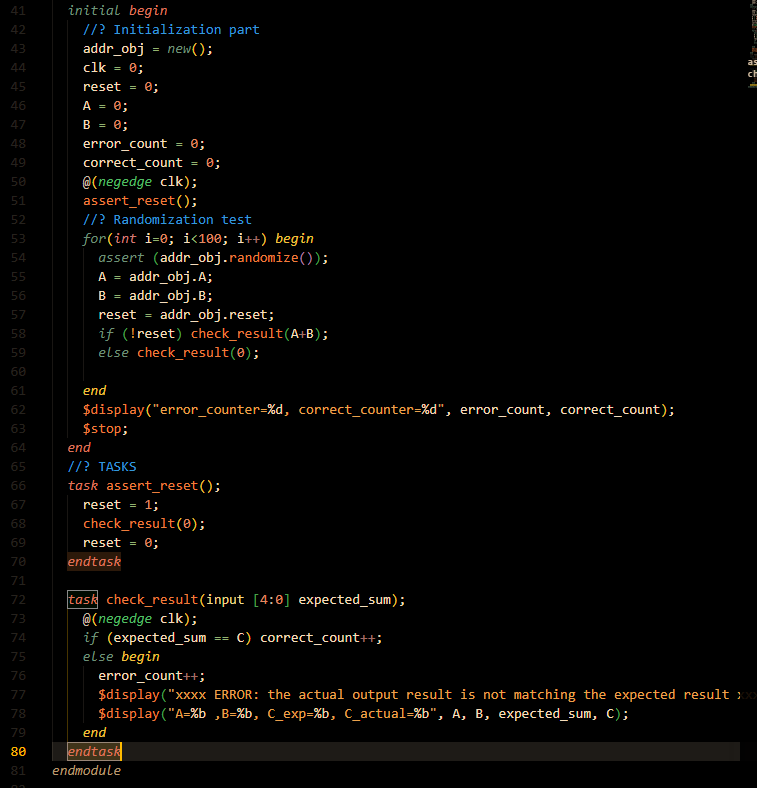 41 initial begin
42 //? Initialization part
43 addr_obj = new();
44 clk = 0;
45 reset = 0;
46 A = 0;
47 B = 0;
48 error_count = 0;
49 correct_count = 0;
50 @(negedge clk);
51 assert_reset();
52 //? Randomization test
53 for(int i=0; i<100; i++) begin
54 assert (addr_obj.randomize());
55 A = addr_obj.A;
56 B = addr_obj.B;
57 reset = addr_obj.reset;
58 if (!reset) check_result(A+B);
59 else check_result(0);
60
61 end
62 $display("error_counter=%d, correct_counter=%d", error_count, correct_count);
63 $stop;
64 end
65 //? TASKS
66 task assert_reset();
67 reset = 1;
68 check_result(0);
69 reset = 0;
70 endtask
71
72 task check_result(input [4:0] expected_sum);
73 @(negedge clk);
74 if (expected_sum == C) correct_count++;
75 else begin
76 error_count++;
77 $display("xxxx ERROR: the actual output result is not matching the expected result
78 $display("A=%b ,B=%b, C_exp=%b, C_actual=%b", A, B, expected_sum, C);
79 end
80 endtask
81 endmodule